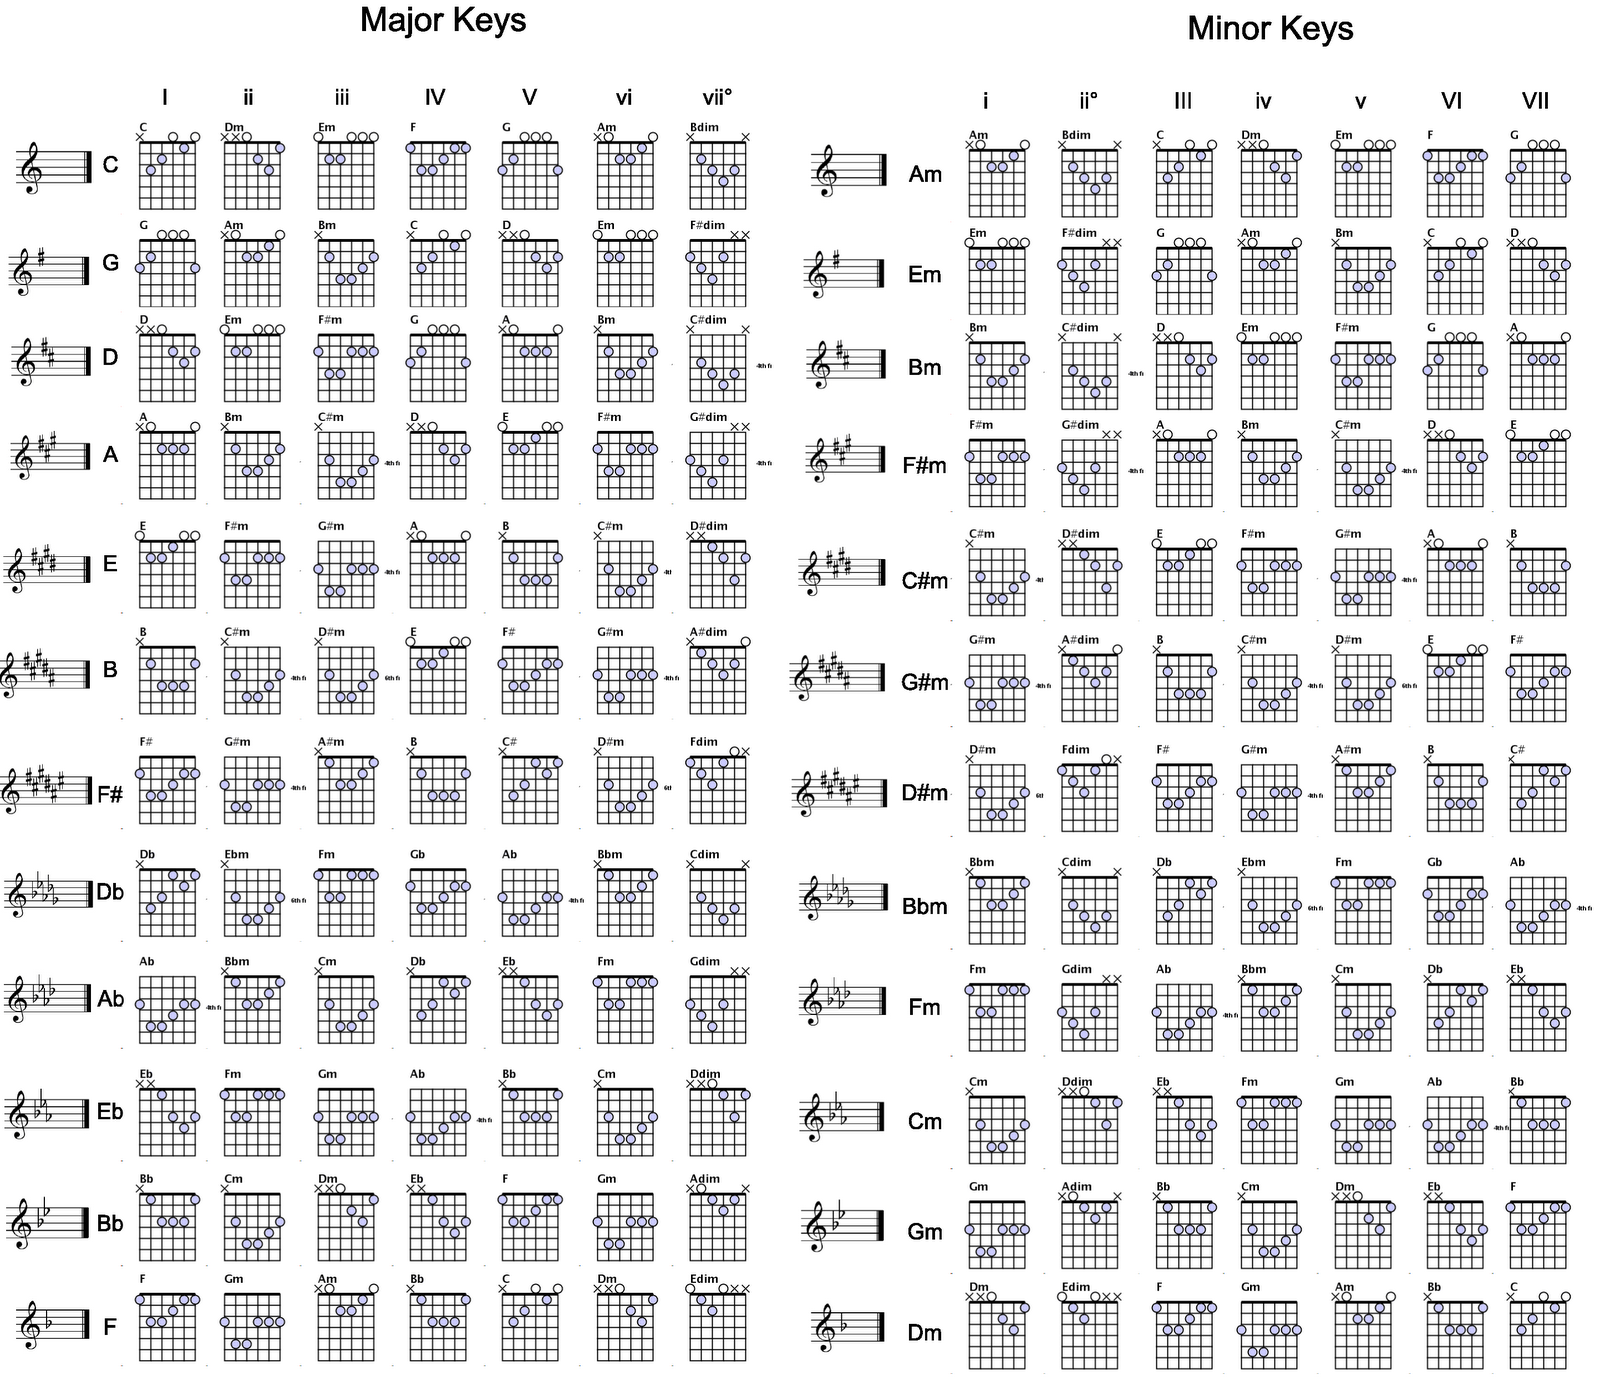 Major Keys
Minor Keys
I ii iii IV V vi vii°
i ii° III iv v VI VII
C Dm Em F G Am Bdim
C
Am Bdim C Dm Em F G
Am
G Am Bm C D Em F#dim
G
Em F#dim G Am Bm C D
Em
D Em F#m G A Bm C#dim
D 4th fr
Bm C#dim D Em F#m G A
Bm 4th fr
A Bm C#m D E F#m G#dim
A 4th fr 4th fr
F#m G#dim A Bm C#m D E
F#m 4th fr 4th fr
E F#m G#m A B C#m D#dim
E 4th fr 4th
C#m D#dim E F#m G#m A B
C#m 4th 4th fr
B C#m D#m E F# G#m A#dim
B 4th fr 6th fr 4th fr
G#m A#dim B C#m D#m E F#
G#m 4th fr 4th fr 6th fr
F# G#m A#m B C# D#m Fdim
F# 4th fr 6th
D#m Fdim F# G#m A#m B C#
D#m 6th 4th fr
Db Ebm Fm Gb Ab Bbm Cdim
Db 6th fr 4th fr
Bbm Cdim Db Ebm Fm Gb Ab
Bbm 6th fr 4th fr
Ab Bbm Cm Db Eb Fm Gdim
Ab 4th fr
Fm Gdim Ab Bbm Cm Db Eb
Fm 4th fr
Eb Fm Gm Ab Bb Cm Ddim
Eb 4th fr
Cm Ddim Eb Fm Gm Ab Bb
Cm 4th fr
Bb Cm Dm Eb F Gm Adim
Bb
Gm Adim Bb Cm Dm Eb F
Gm
F Gm Am Bb C Dm Edim
F
Dm Edim F Gm Am Bb C
Dm